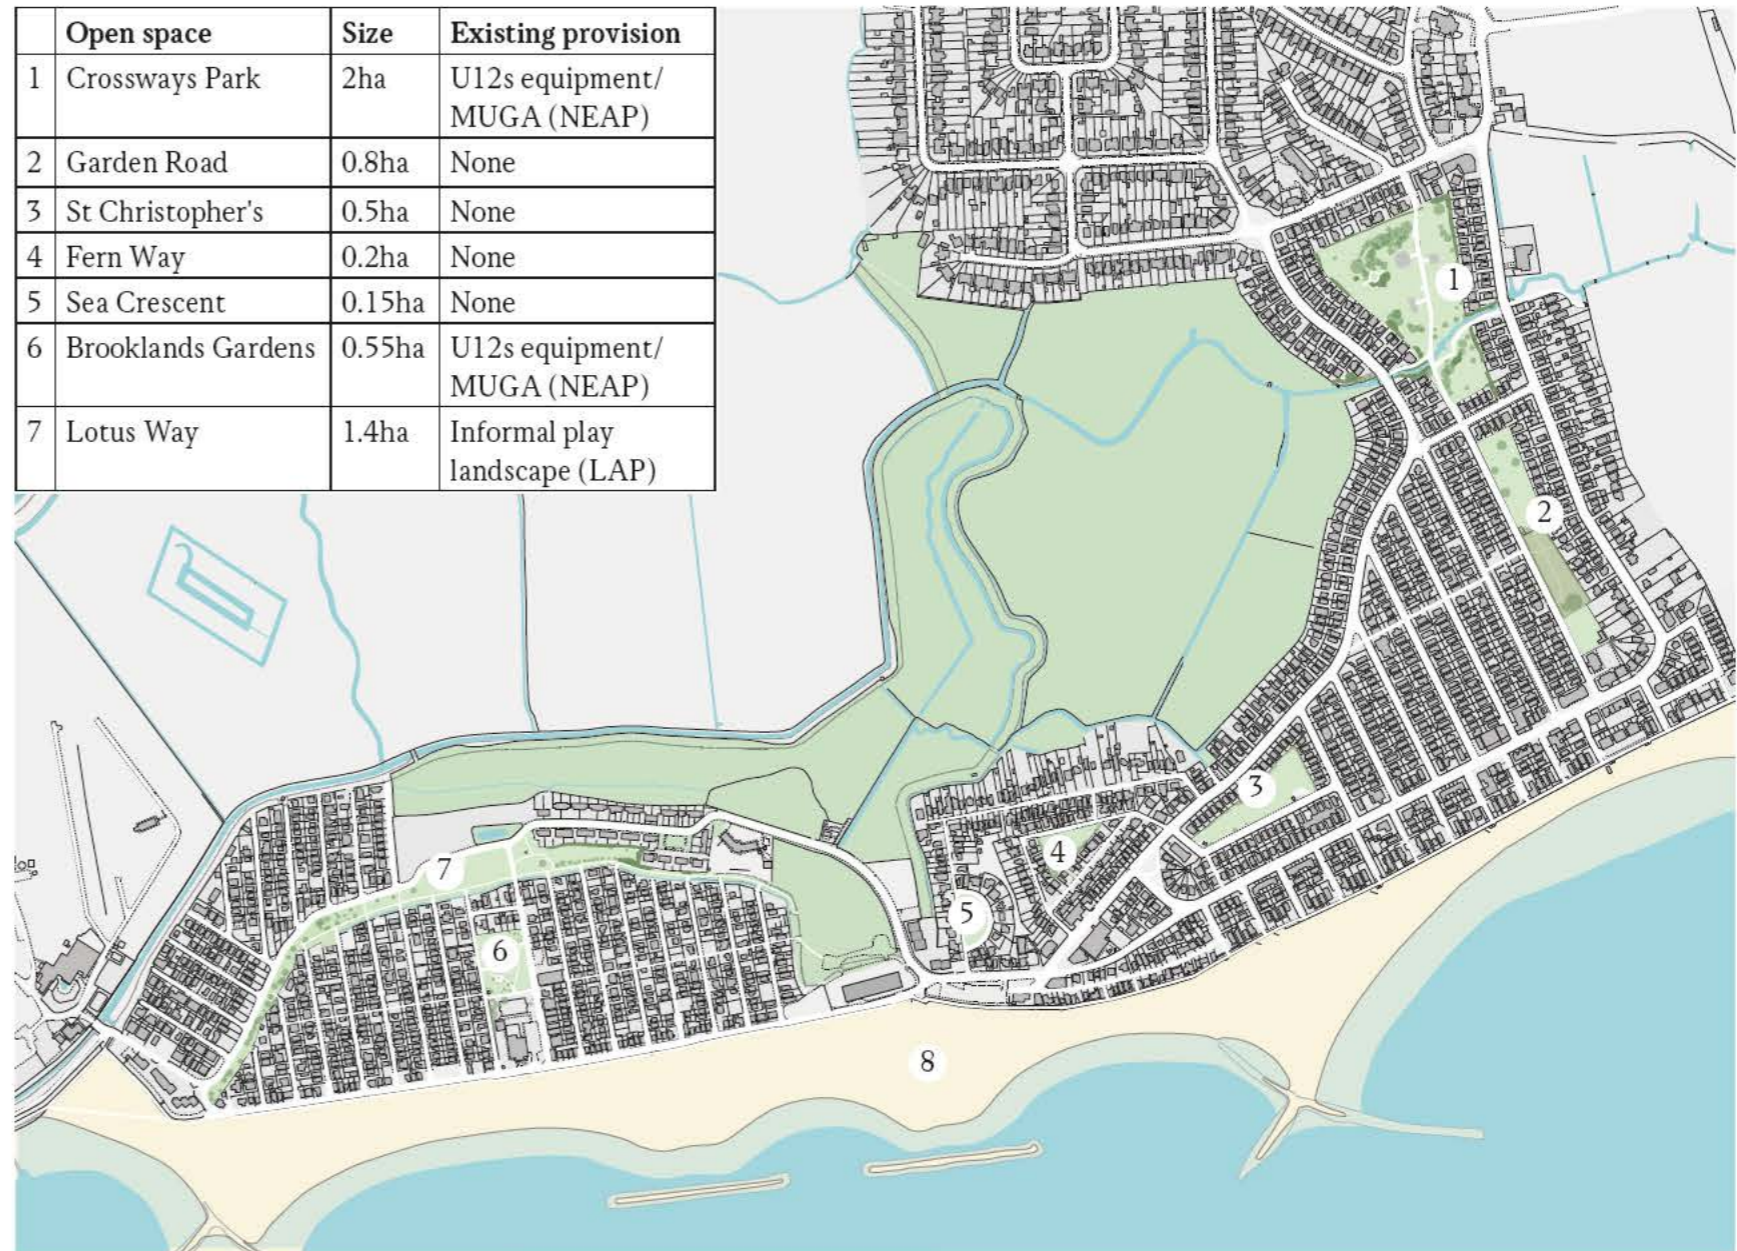 Open space Size Existing provision
1 Crossways Park 2ha U12s equipment/
MUGA (NEAP)
2 Garden Road 0.8ha None
3 St Christopher's 0.5ha None
4 Fern Way 0.2ha None
5 Sea Crescent 0.15ha None
6 Brooklands Gardens 0.55ha U12s equipment/
MUGA (NEAP)
7 Lotus Way 1.4ha Informal play
landscape (LAP)
1
2
3
4
7
5
6
8